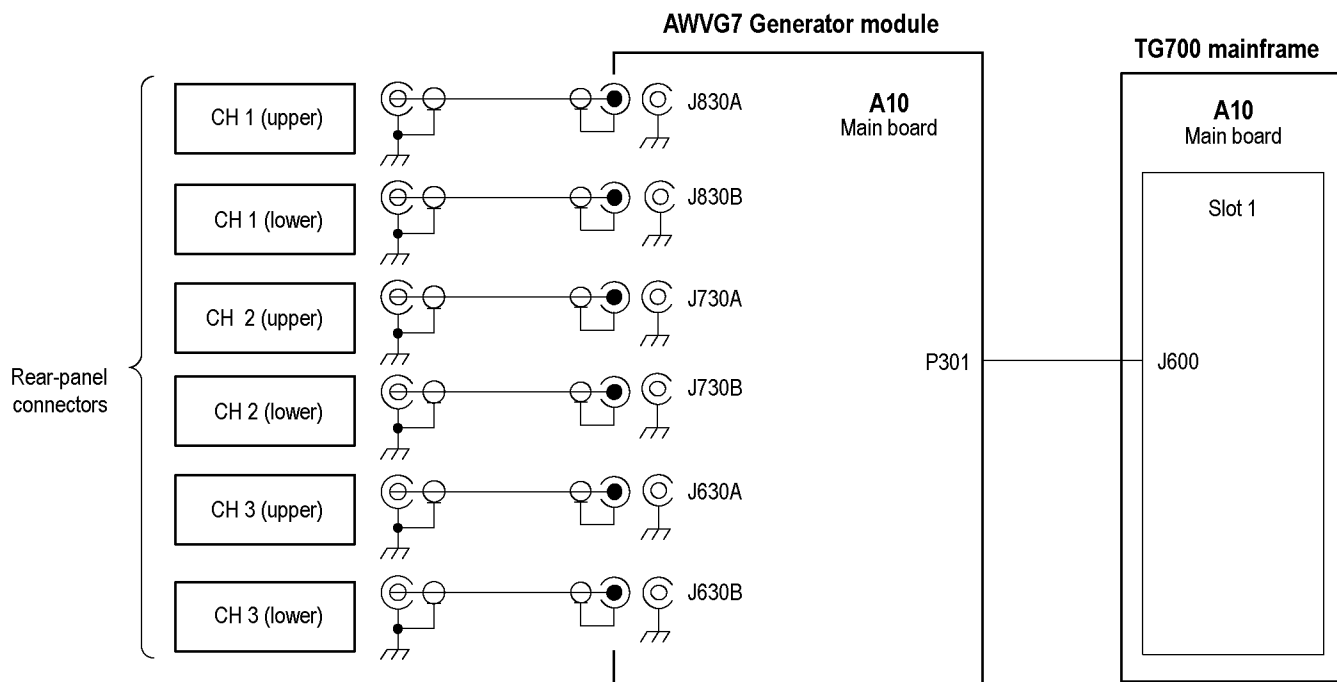 AWVG7 Generator module
TG700 mainframe
CH 1 (upper)
J830A
A10
Main board
A10
Main board
CH 1 (lower)
J830B
Slot 1
CH 2 (upper)
J730A
Rear-panel
connectors
P301
J600
CH 2 (lower)
J730B
CH 3 (upper)
J630A
CH 3 (lower)
J630B